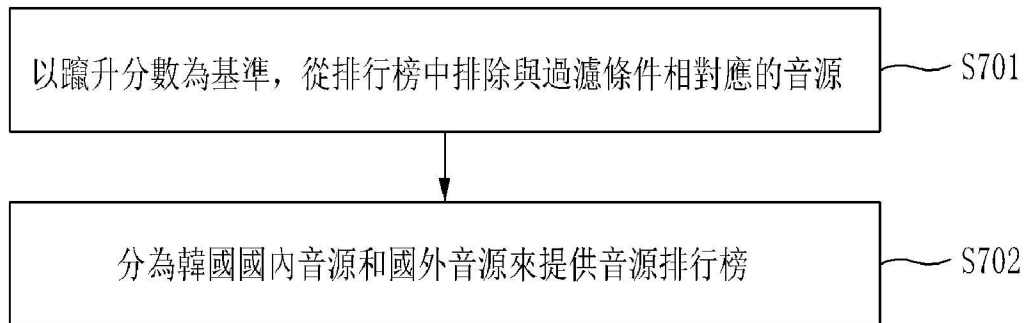 以躥升分數為基準，從排行榜中排除與過濾條件相對應的音源
S701
分為韓國國內音源和國外音源來提供音源排行榜
S702